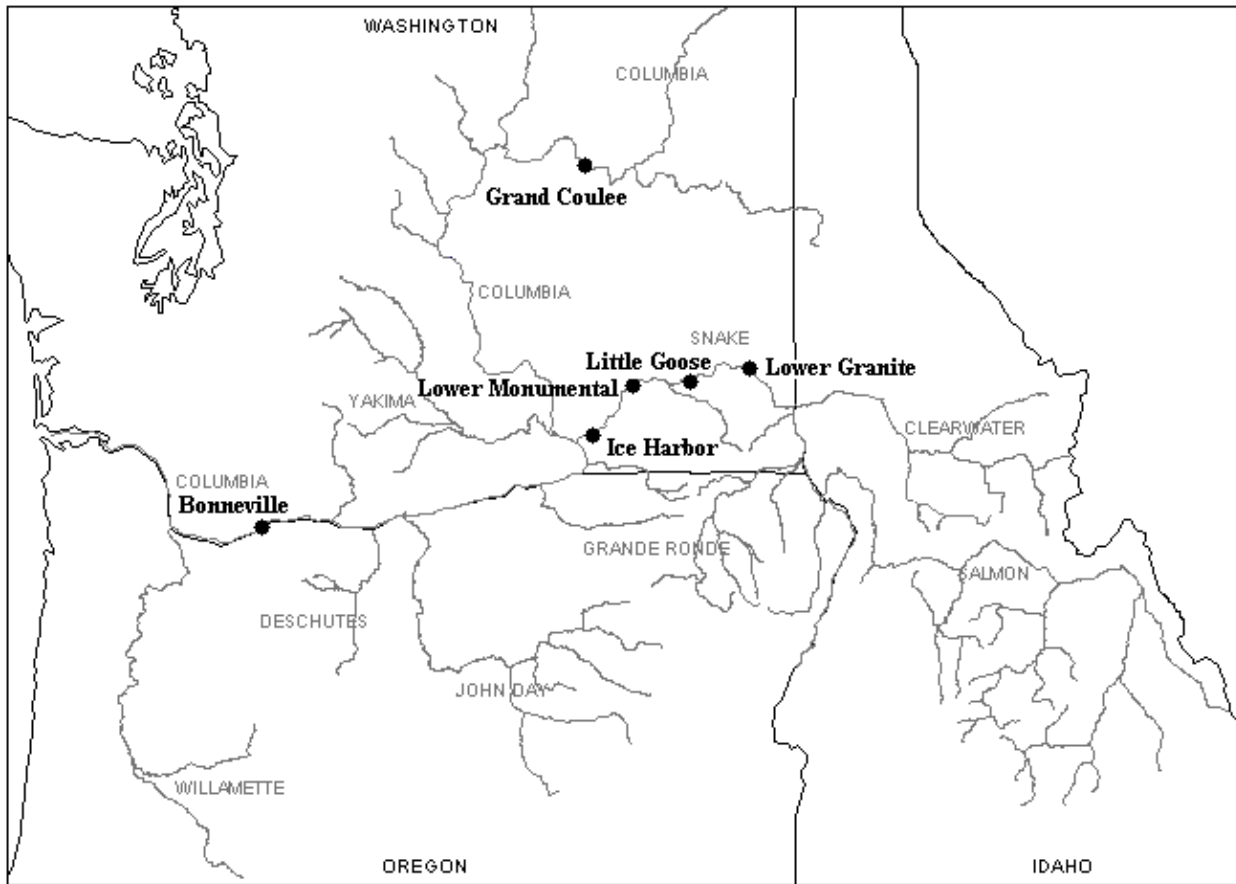 WASHINGTON
COLUMBIA
Grand Coulee
COLUMBIA
SNAKE
Little Goose
Lower Granite
Lower Monumental
YAKIMA
CLEARWATER
Ice Harbor
COLUMBIA
Bonneville
GRANDE RONDE
SALMON
DESCHUTES
JOHN DAY
WILLAMETTE
OREGON
IDAHO